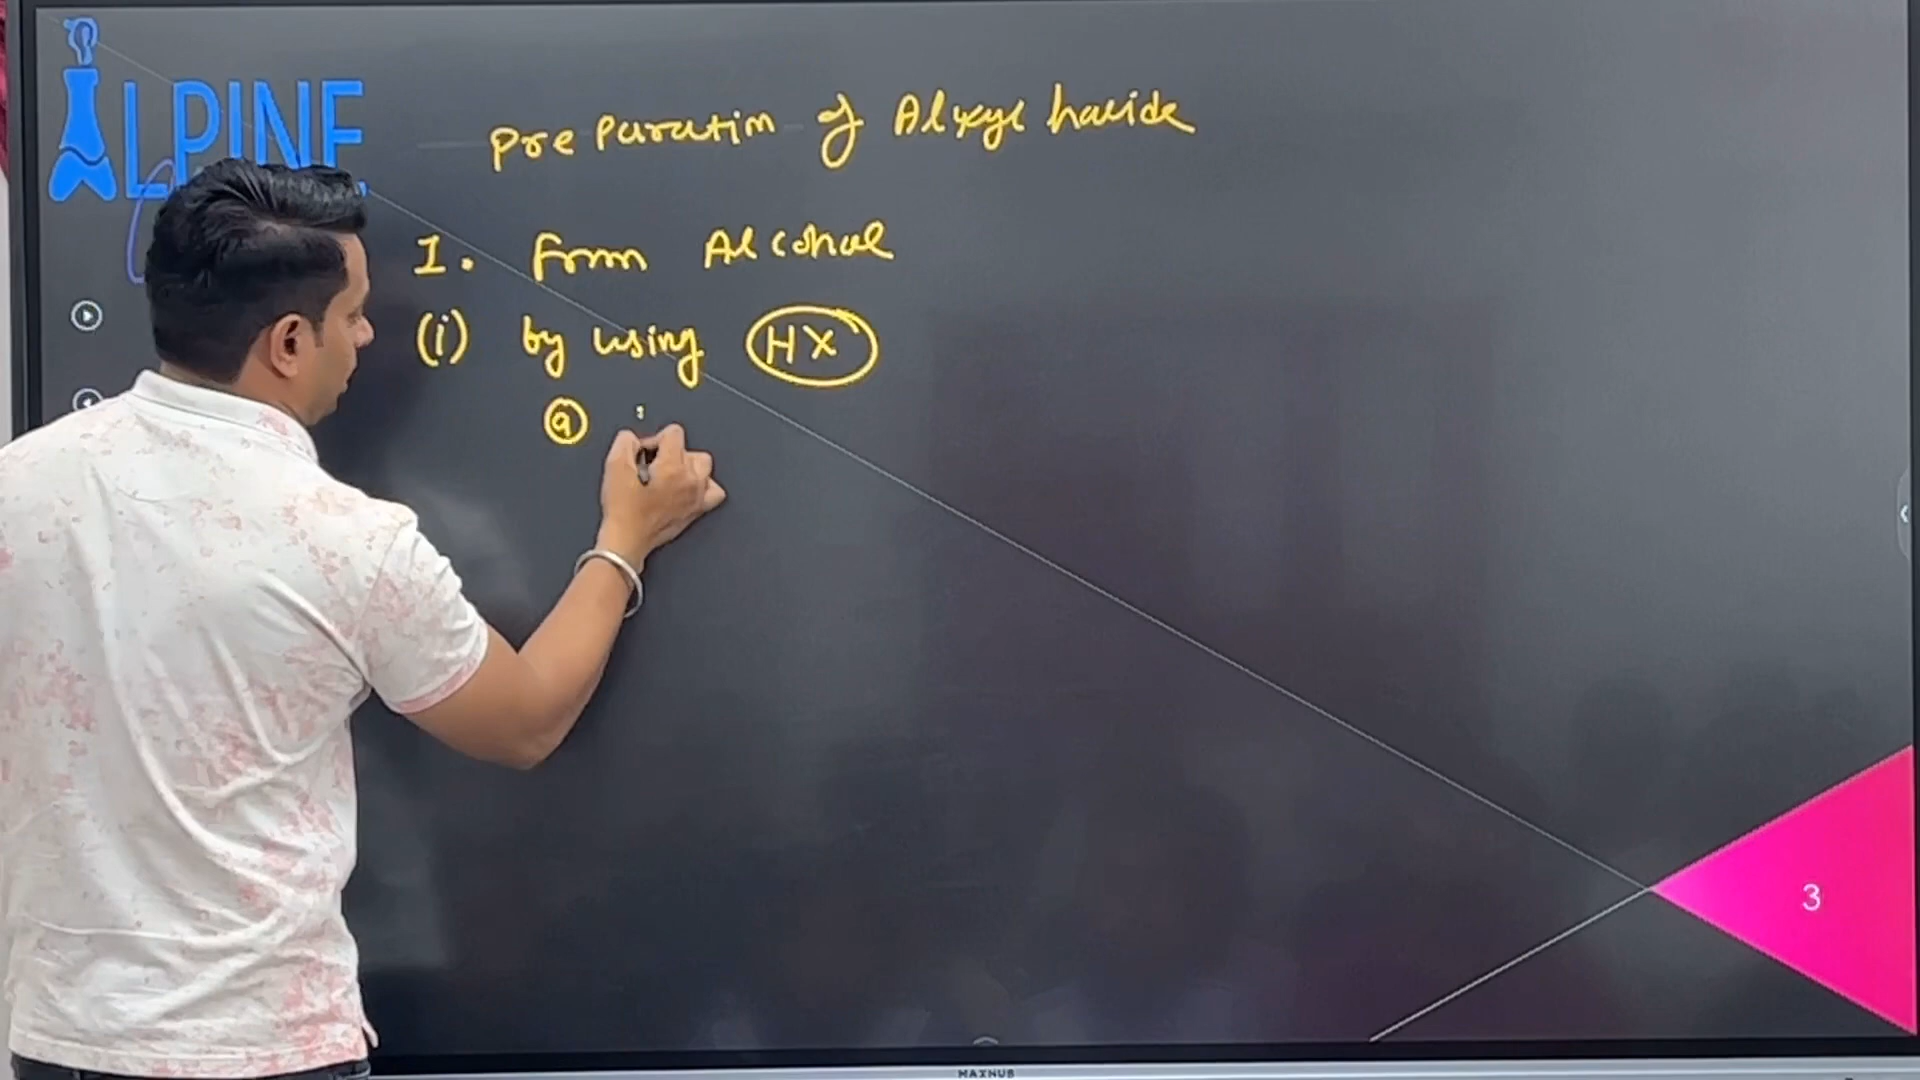 ALPINE
Preparation of Alkyl halide
1. From Alcohol
(i) by using HX
a
3
MAXHUB